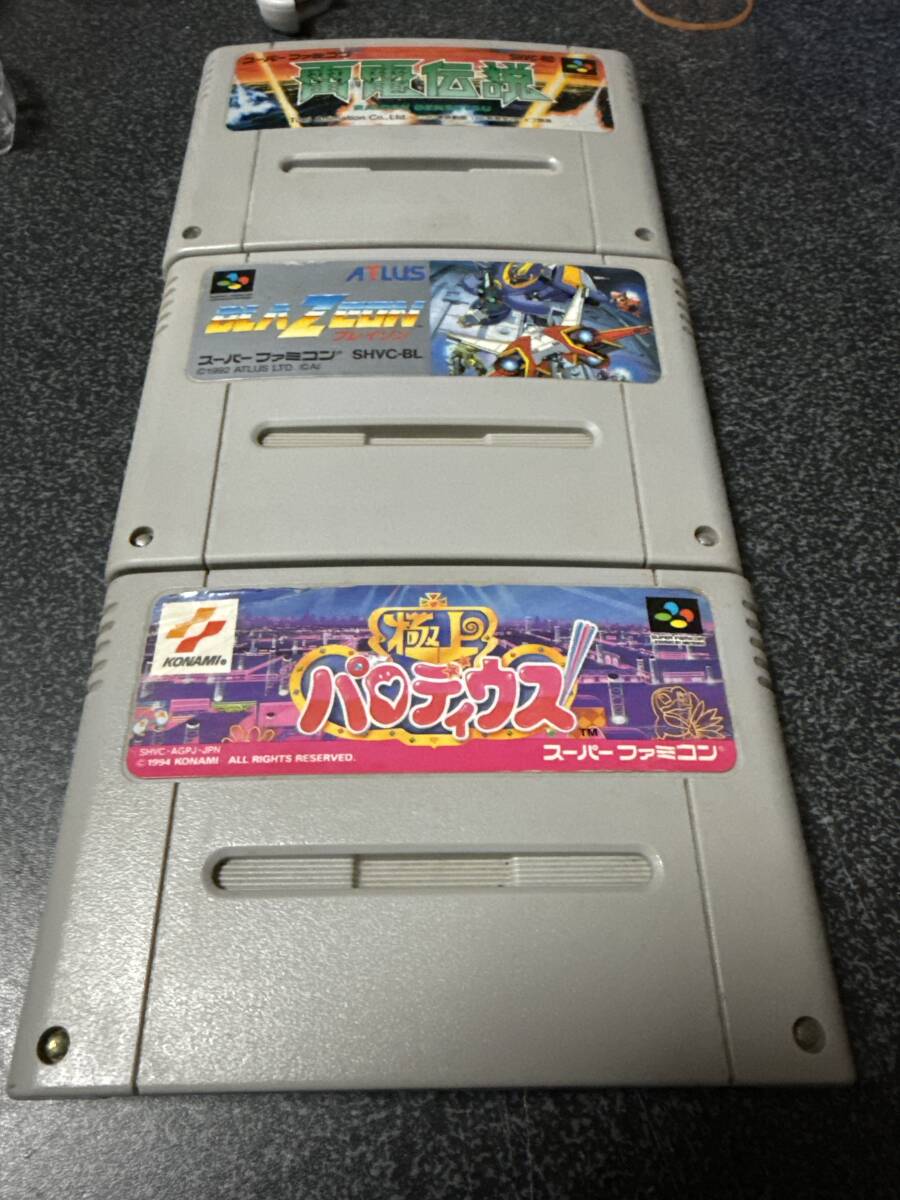 スーパーファミコン
雷電伝説
ATLUS
BLAZEON
ブレイゾン
スーパーファミコン SHVC-BL
©1992 ATLUS LTD. ©AI
KONAMI®
極上
パロディウス!
TM
SHVC-AGPJ-JPN
© 1994 KONAMI ALL RIGHTS RESERVED.
スーパーファミコン®